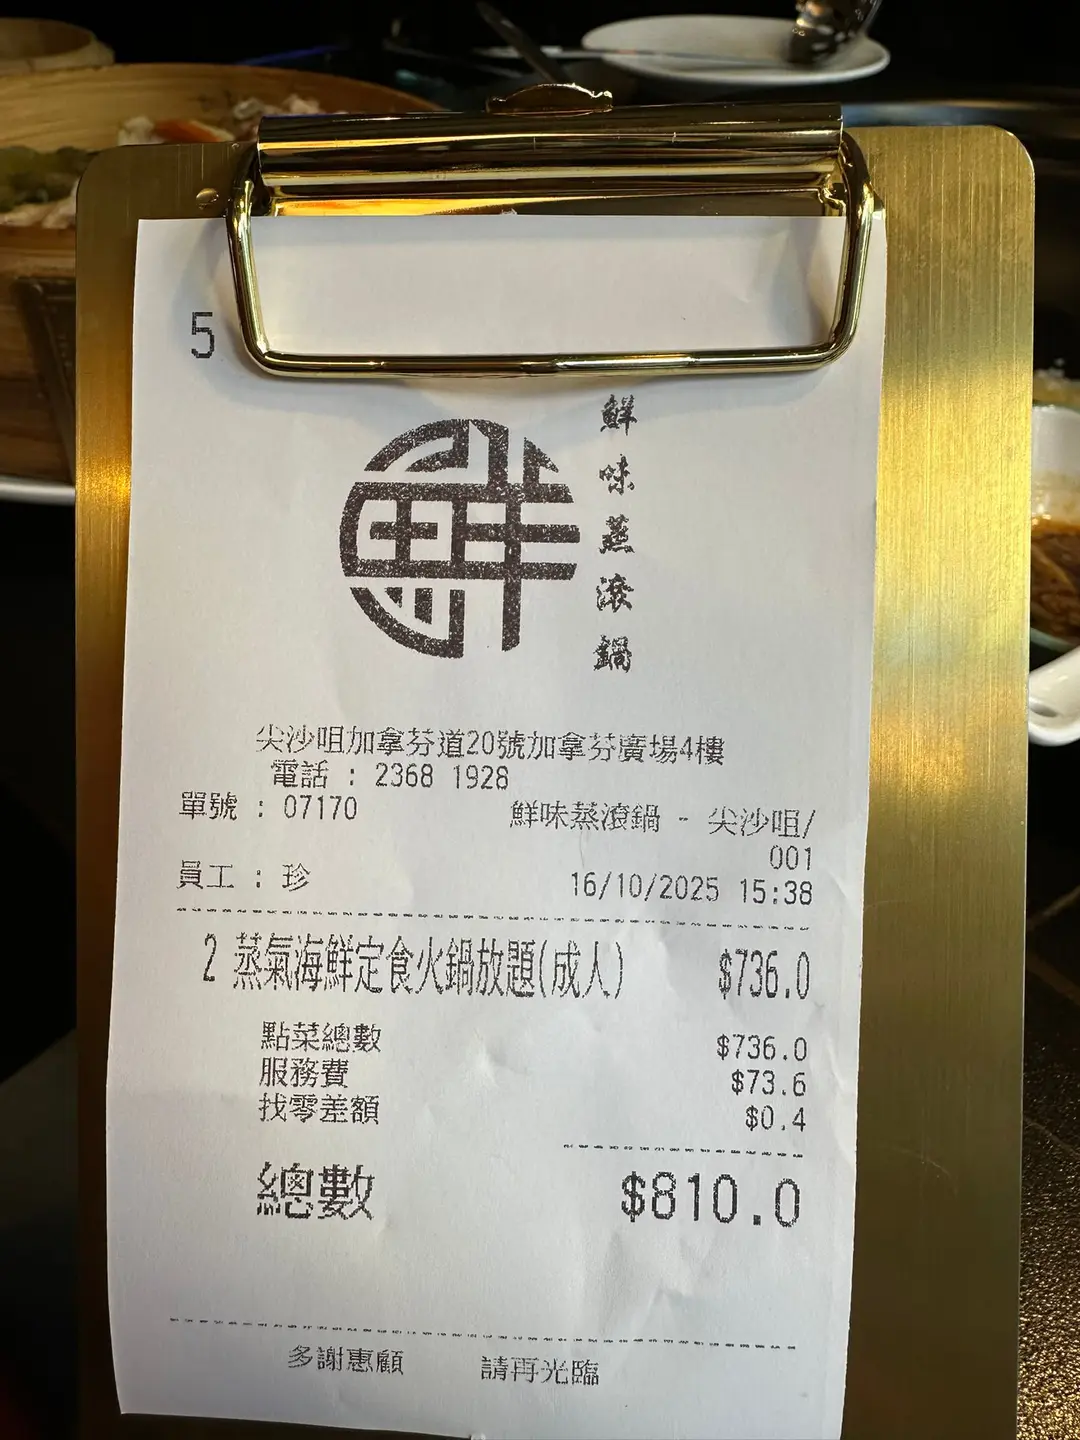 5
鮮
鮮味蒸滾鍋
尖沙咀加拿芬道20號加拿芬廣場4樓
電話 : 2368 1928
單號 : 07170
鮮味蒸滾鍋 - 尖沙咀/
001
員工 : 珍
16/10/2025 15:38
2 蒸氣海鮮定食火鍋放題(成人) $736.0
點菜總數 $736.0
服務費 $73.6
找零差額 $0.4
總數 $810.0
多謝惠顧 請再光臨